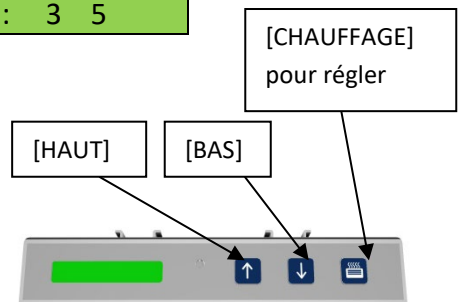 : 3 5
[CHAUFFAGE]
pour régler
[HAUT]
[BAS]